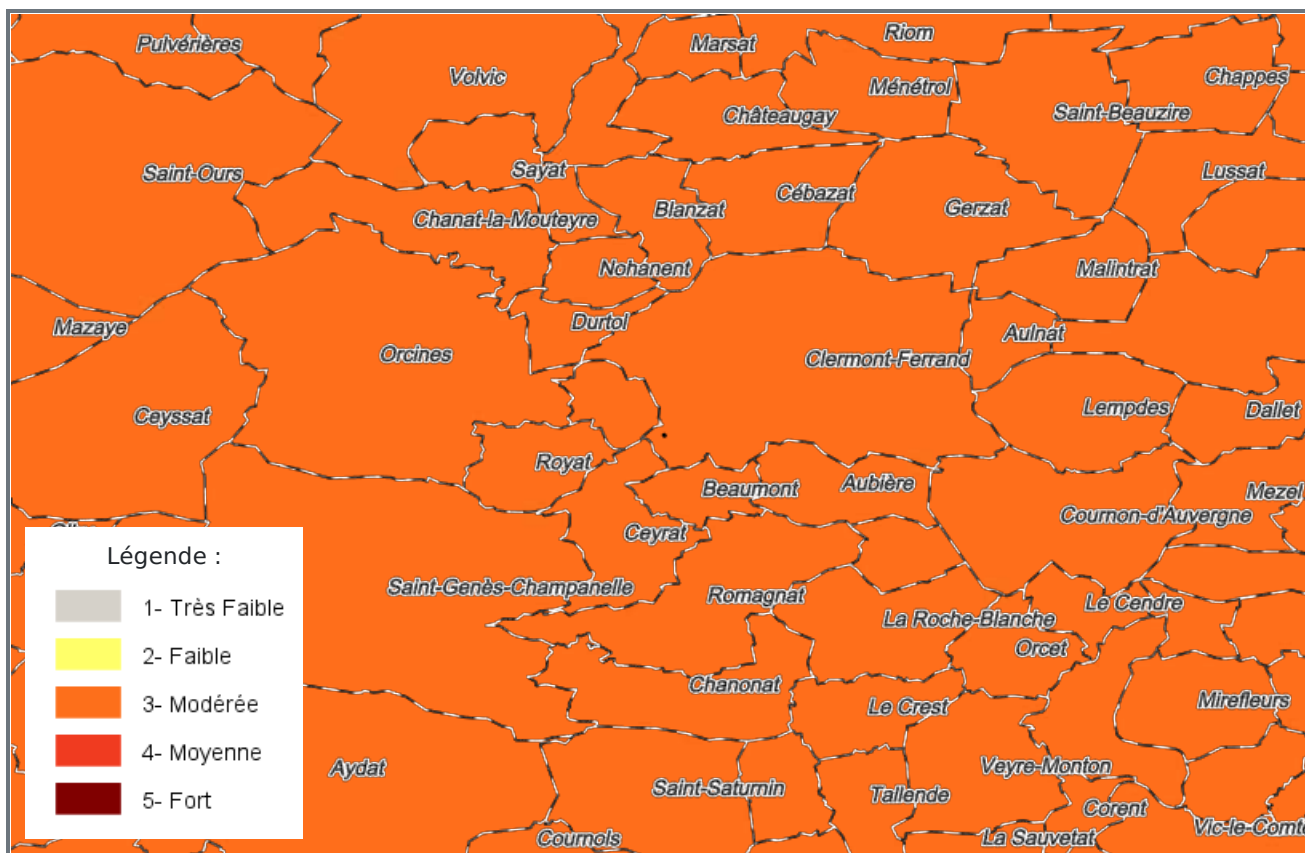 Pulvérières
Marsat
Riom
Volvic
Ménétrol
Chappes
Châteaugay
Saint-Beauzire
Saint-Ours
Sayat
Lussat
Chanat-la-Mouteyre
Blanzat
Cébazat
Gerzat
Nohanent
Malintrat
Mazaye
Durtol
Aulnat
Orcines
Clermont-Ferrand
Ceyssat
Lempdes
Dallet
Royat
Beaumont
Aubière
Mezel
Cournon-d'Auvergne
Ceyrat
Saint-Genès-Champanelle
Romagnat
La Roche-Blanche
Le Cendre
Orcet
Chanonat
Le Crest
Mirefleurs
Aydat
Saint-Saturnin
Tallende
Veyre-Monton
Corent
Cournols
La Sauvetat
Vic-le-Comte
Légende :
1- Très Faible
2- Faible
3- Modérée
4- Moyenne
5- Fort